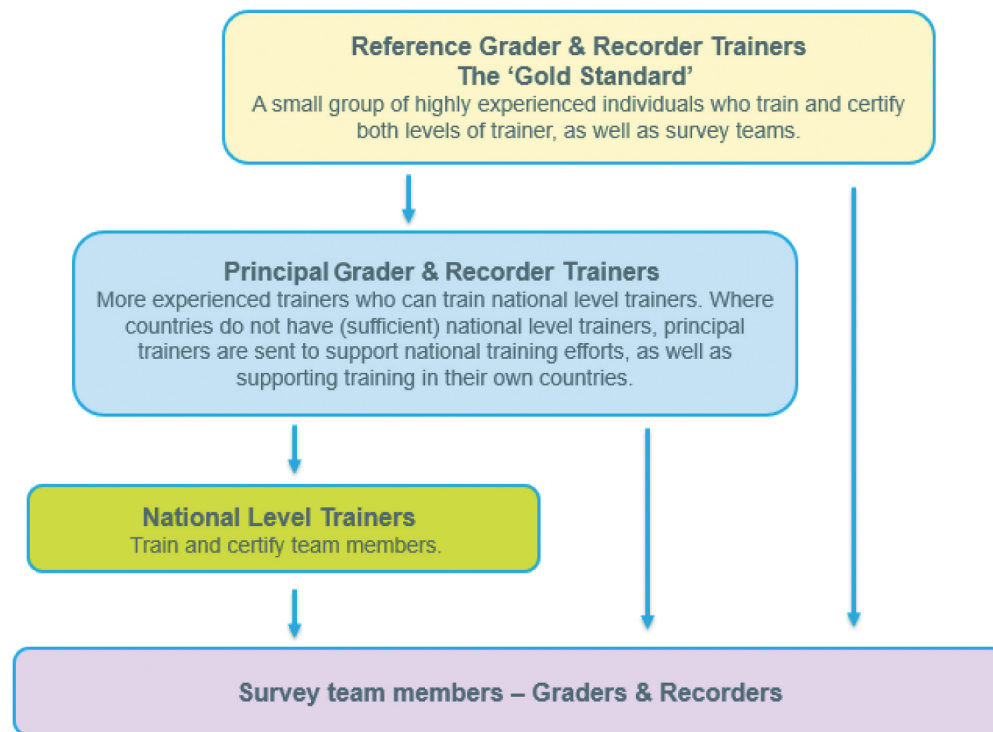 Reference Grader & Recorder Trainers
The ‘Gold Standard’
A small group of highly experienced individuals who train and certify
both levels of trainer, as well as survey teams.
Principal Grader & Recorder Trainers
More experienced trainers who can train national level trainers. Where
countries do not have (sufficient) national level trainers, principal
trainers are sent to support national training efforts, as well as
supporting training in their own countries.
National Level Trainers
Train and certify team members.
Survey team members – Graders & Recorders